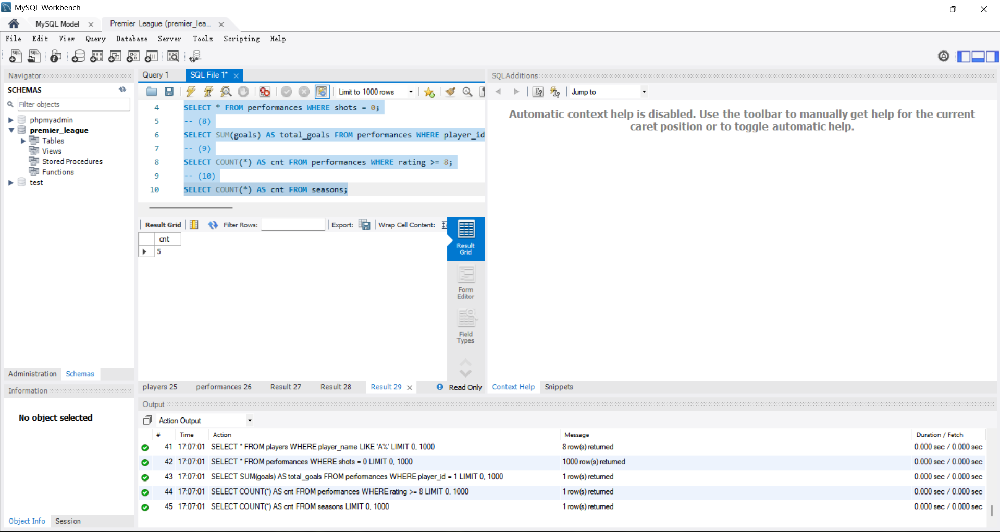 MySQL Workbench
MySQL Model
Premier League (premier_lea...
File Edit View Query Database Server Tools Scripting Help
Navigator
SCHEMAS
Filter objects
phpmyadmin
premier_league
Tables
Views
Stored Procedures
Functions
test
Administration Schemas
Information
No object selected
Object Info Session
Query 1
SQL File 1*
Limit to 1000 rows
4 SELECT * FROM performances WHERE shots = 0;
5 -- (8)
6 SELECT SUM(goals) AS total_goals FROM performances WHERE player_id
7 -- (9)
8 SELECT COUNT(*) AS cnt FROM performances WHERE rating >= 8;
9 -- (10)
10 SELECT COUNT(*) AS cnt FROM seasons;
Result Grid Filter Rows: Export: Wrap Cell Content:
cnt
5
Result
Grid
Form
Editor
Field
Types
players 25 performances 26 Result 27 Result 28 Result 29 Read Only
SQLAdditions
Jump to
Automatic context help is disabled. Use the toolbar to manually get help for the current
caret position or to toggle automatic help.
Context Help Snippets
Output
Action Output
# Time Action Message Duration / Fetch
41 17:07:01 SELECT * FROM players WHERE player_name LIKE 'A%' LIMIT 0, 1000 8 row(s) returned 0.000 sec / 0.000 sec
42 17:07:01 SELECT * FROM performances WHERE shots = 0 LIMIT 0, 1000 1000 row(s) returned 0.000 sec / 0.000 sec
43 17:07:01 SELECT SUM(goals) AS total_goals FROM performances WHERE player_id = 1 LIMIT 0, 1000 1 row(s) returned 0.000 sec / 0.000 sec
44 17:07:01 SELECT COUNT(*) AS cnt FROM performances WHERE rating >= 8 LIMIT 0, 1000 1 row(s) returned 0.000 sec / 0.000 sec
45 17:07:01 SELECT COUNT(*) AS cnt FROM seasons LIMIT 0, 1000 1 row(s) returned 0.000 sec / 0.000 sec